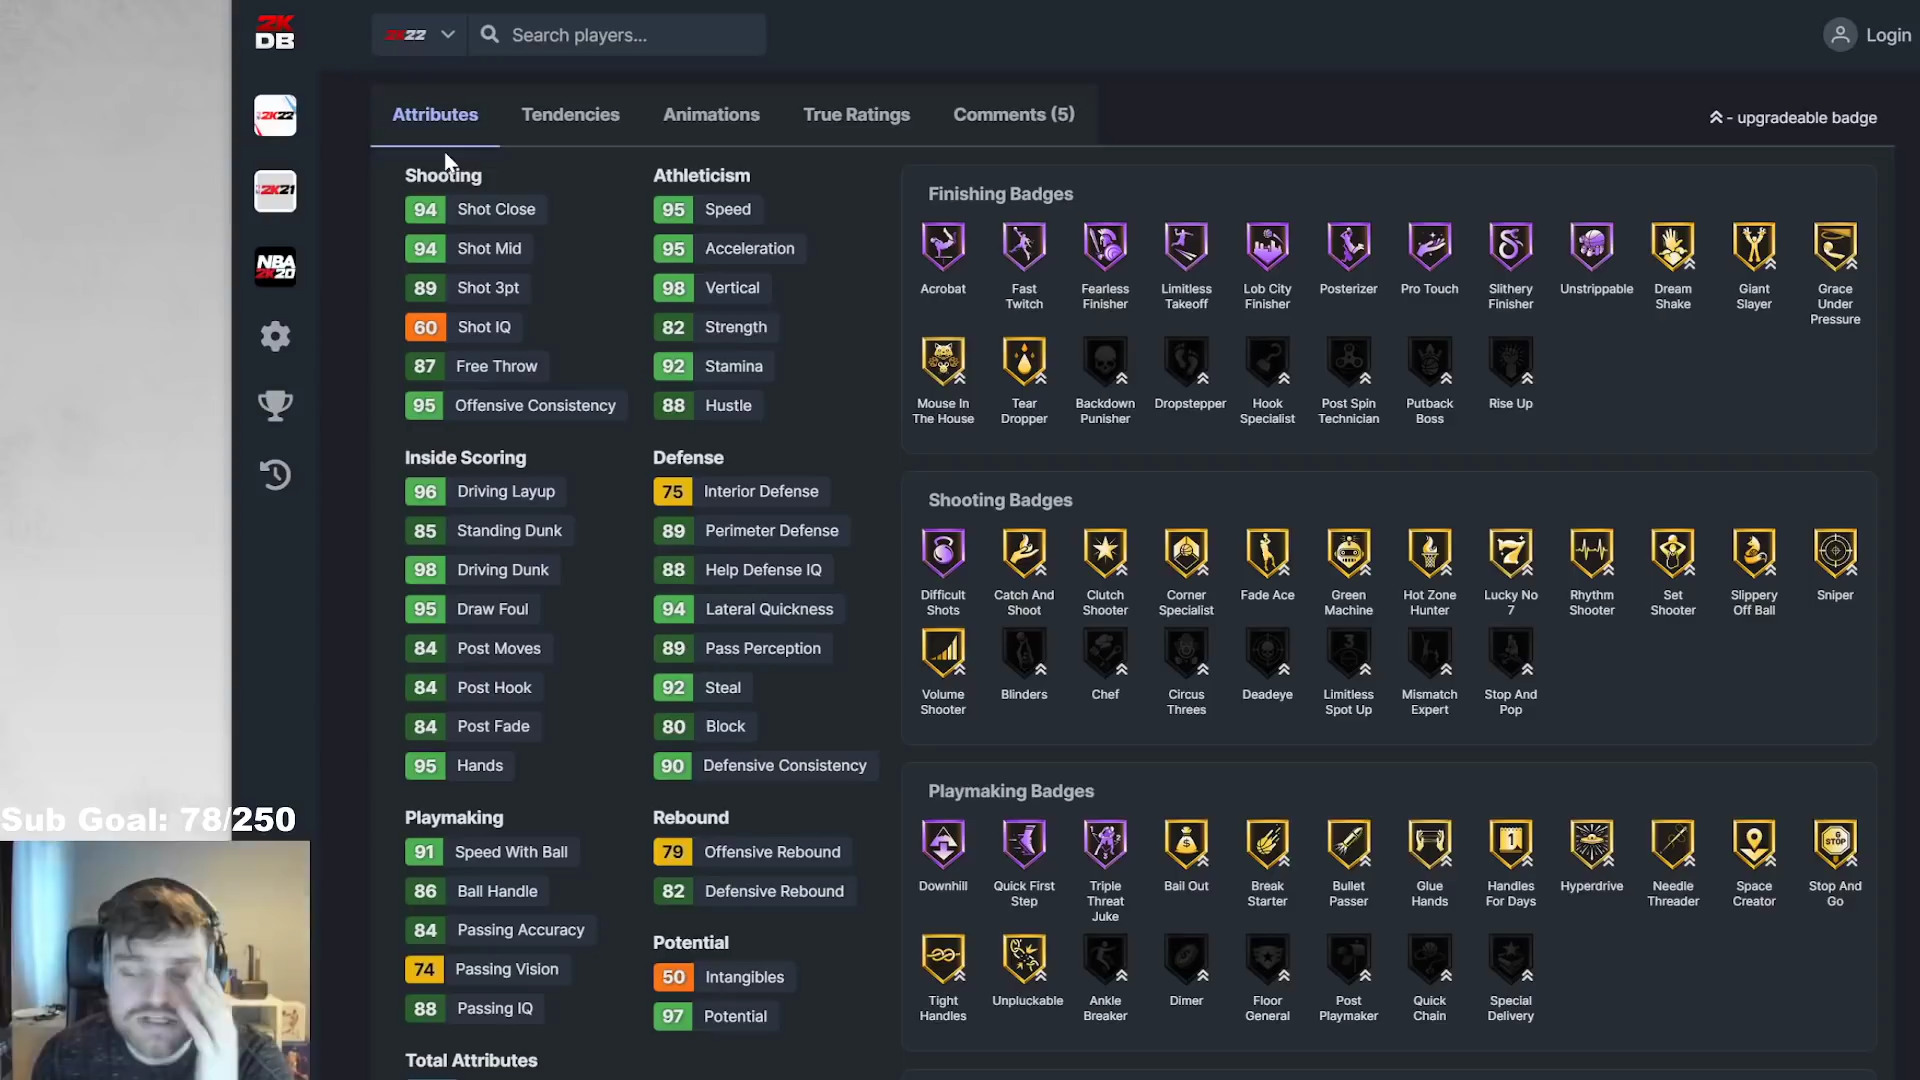 2K
DB
2K22
Search players...
Login
2K22
2K21
NBA
2K20
Attributes
Tendencies
Animations
True Ratings
Comments (5)
- upgradeable badge
Shooting
94 Shot Close
94 Shot Mid
89 Shot 3pt
60 Shot IQ
87 Free Throw
95 Offensive Consistency
Inside Scoring
96 Driving Layup
85 Standing Dunk
98 Driving Dunk
95 Draw Foul
84 Post Moves
84 Post Hook
84 Post Fade
95 Hands
Playmaking
91 Speed With Ball
86 Ball Handle
84 Passing Accuracy
74 Passing Vision
88 Passing IQ
Total Attributes
Athleticism
95 Speed
95 Acceleration
98 Vertical
82 Strength
92 Stamina
88 Hustle
Defense
75 Interior Defense
89 Perimeter Defense
88 Help Defense IQ
94 Lateral Quickness
89 Pass Perception
92 Steal
80 Block
90 Defensive Consistency
Rebound
79 Offensive Rebound
82 Defensive Rebound
Potential
50 Intangibles
97 Potential
Finishing Badges
Acrobat
Fast
Twitch
Fearless
Finisher
Limitless
Takeoff
Lob City
Finisher
Posterizer
Pro Touch
Slithery
Finisher
Unstrippable
Dream
Shake
Giant
Slayer
Grace
Under
Pressure
Mouse In
The House
Tear
Dropper
Backdown
Punisher
Dropstepper
Hook
Specialist
Post Spin
Technician
Putback
Boss
Rise Up
Shooting Badges
Difficult
Shots
Catch And
Shoot
Clutch
Shooter
Corner
Specialist
Fade Ace
Green
Machine
Hot Zone
Hunter
Lucky No
7
Rhythm
Shooter
Set
Shooter
Slippery
Off Ball
Sniper
Volume
Shooter
Blinders
Chef
Circus
Threes
Deadeye
Limitless
Spot Up
Mismatch
Expert
Stop And
Pop
Playmaking Badges
Downhill
Quick First
Step
Triple
Threat
Juke
Bail Out
Break
Starter
Bullet
Passer
Glue
Hands
Handles
For Days
Hyperdrive
Needle
Threader
Space
Creator
STOP
Stop And
Go
Tight
Handles
Unpluckable
Ankle
Breaker
Dimer
Floor
General
Post
Playmaker
Quick
Chain
Special
Delivery
Sub Goal: 78/250